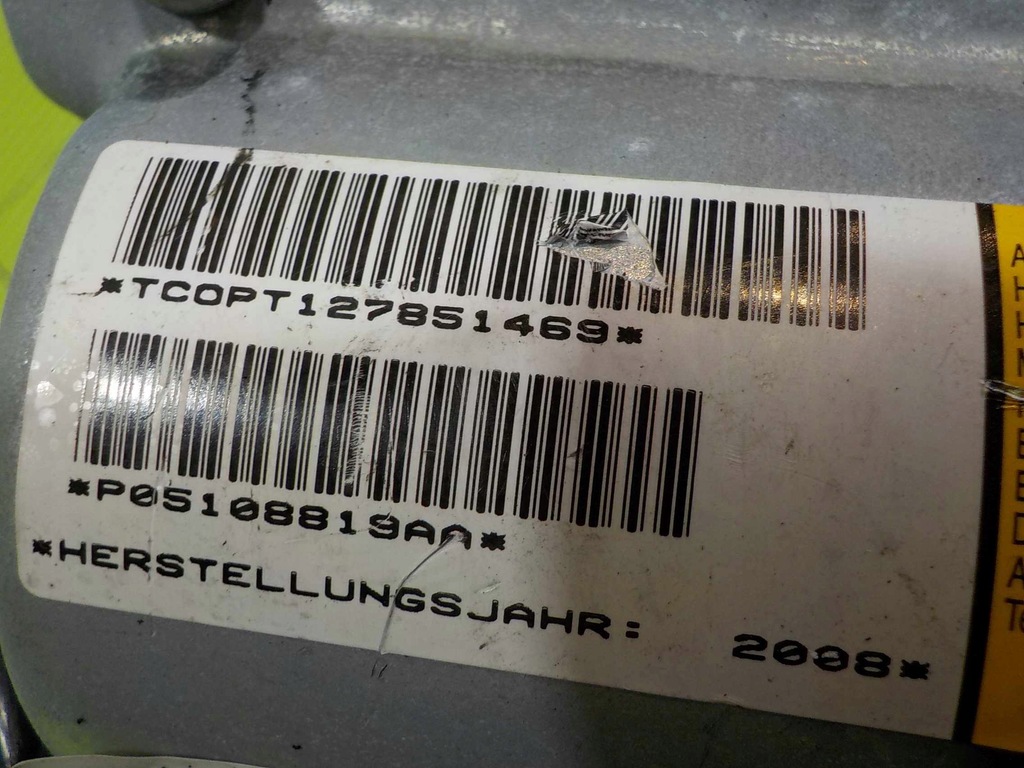 *TCOPT127851469*
*P05108819AA*
*HERSTELLUNGSJAHR: 2008*